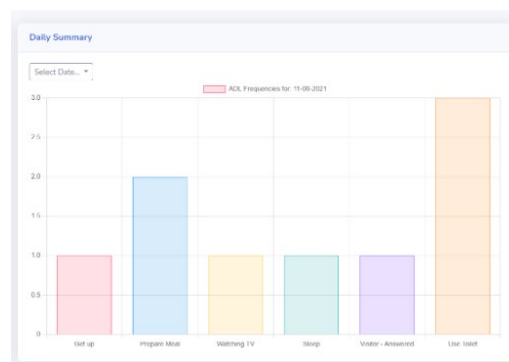 Daily Summary
Select Date...
ADL Frequencies for: 11-06-2021
3.0
2.5
2.0
1.5
1.0
0.5
0
Get up Prepare Meal Watching TV Sleep Visitor - Answered Use Toilet